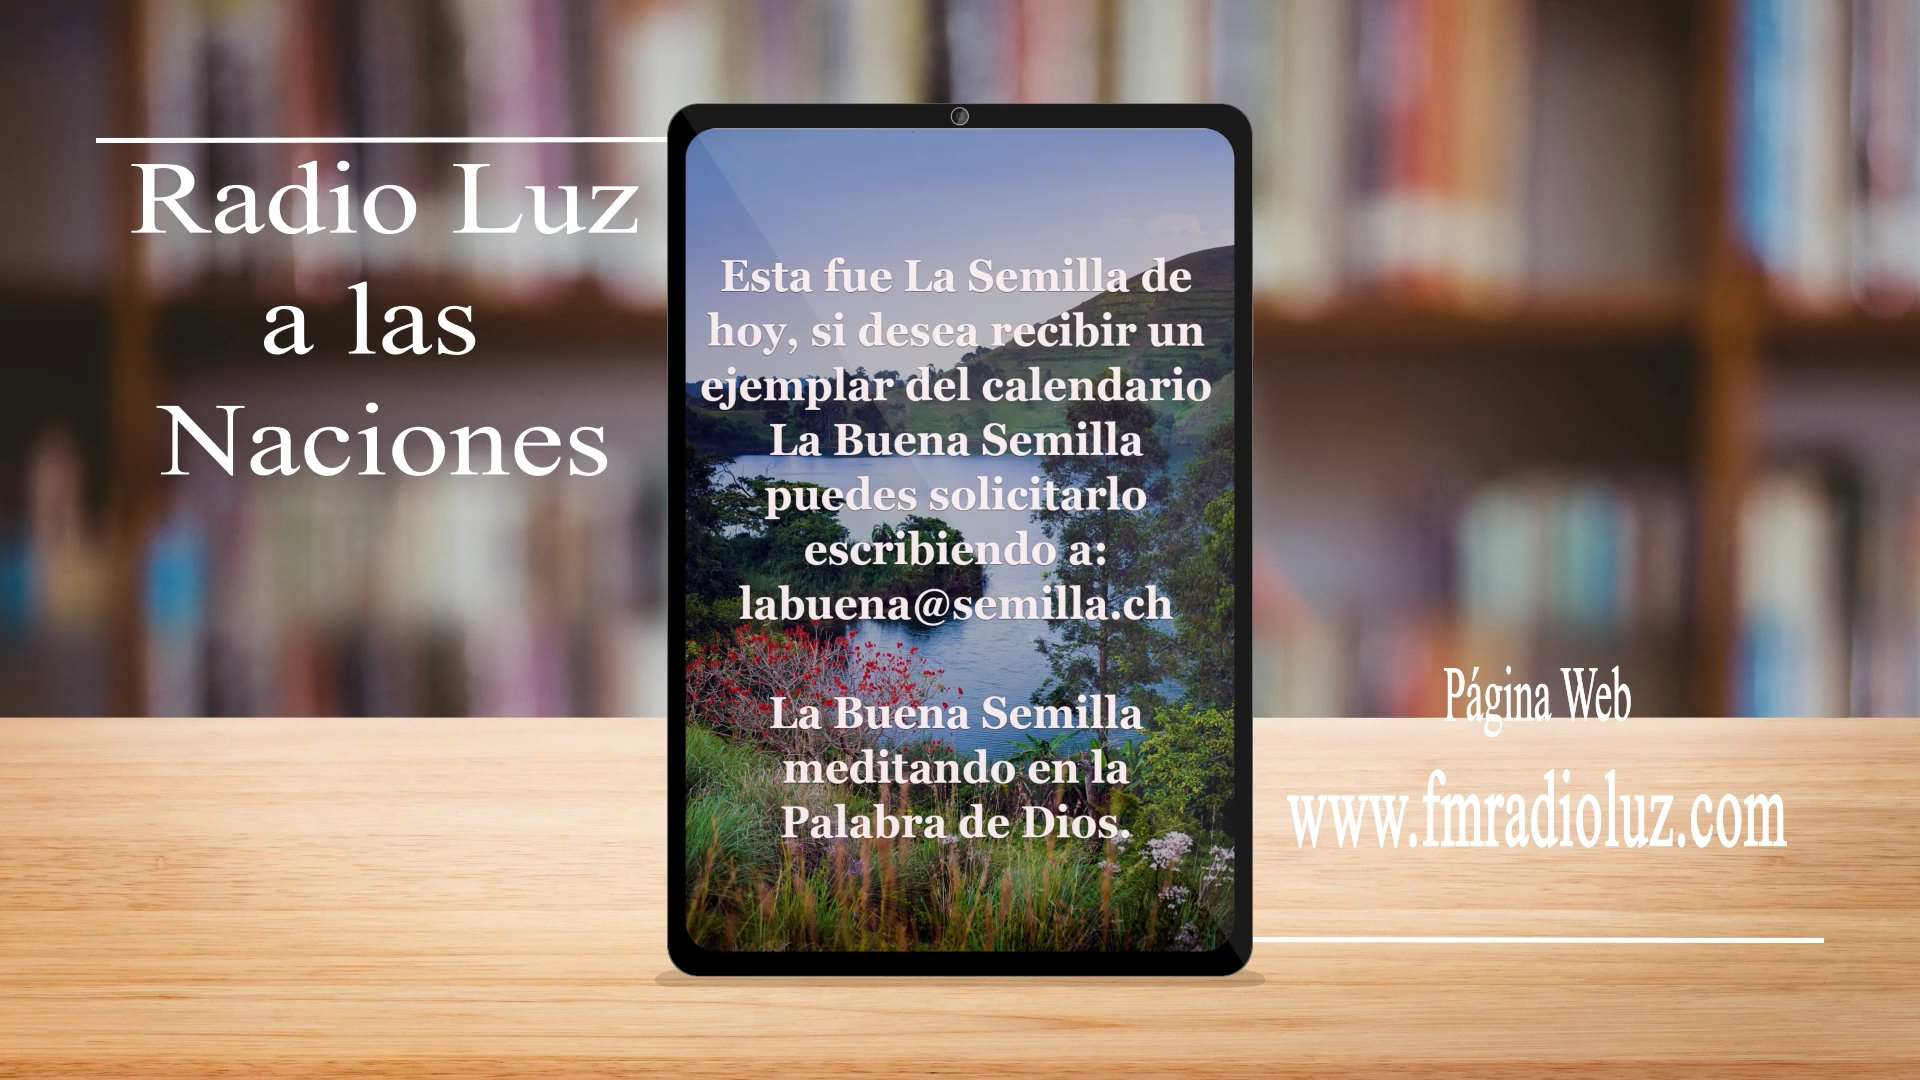 Radio Luz
a las
Naciones
Esta fue La Semilla de
hoy, si desea recibir un
ejemplar del calendario
La Buena Semilla
puedes solicitarlo
escribiendo a:
labuena@semilla.ch
La Buena Semilla
meditando en la
Palabra de Dios.
Página Web
www.fmradioluz.com